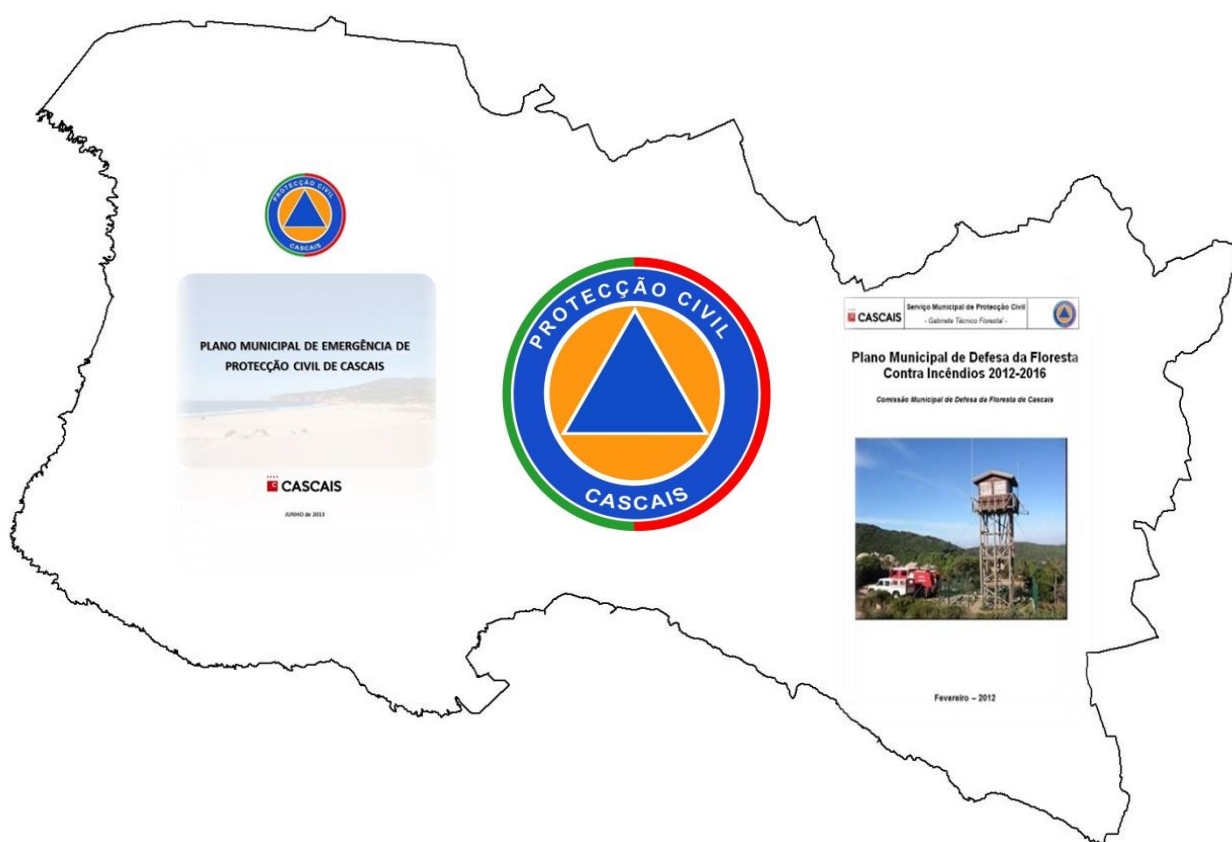 PROTECÇÃO CIVIL
CASCAIS
PLANO MUNICIPAL DE EMERGÊNCIA DE
PROTECÇÃO CIVIL DE CASCAIS
CASCAIS
JUNHO de 2013
PROTECÇÃO CIVIL
CASCAIS
CASCAIS
Serviço Municipal de Protecção Civil
- Gabinete Técnico Florestal -
Plano Municipal de Defesa da Floresta
Contra Incêndios 2012-2016
Comissão Municipal de Defesa da Floresta de Cascais
Fevereiro – 2012